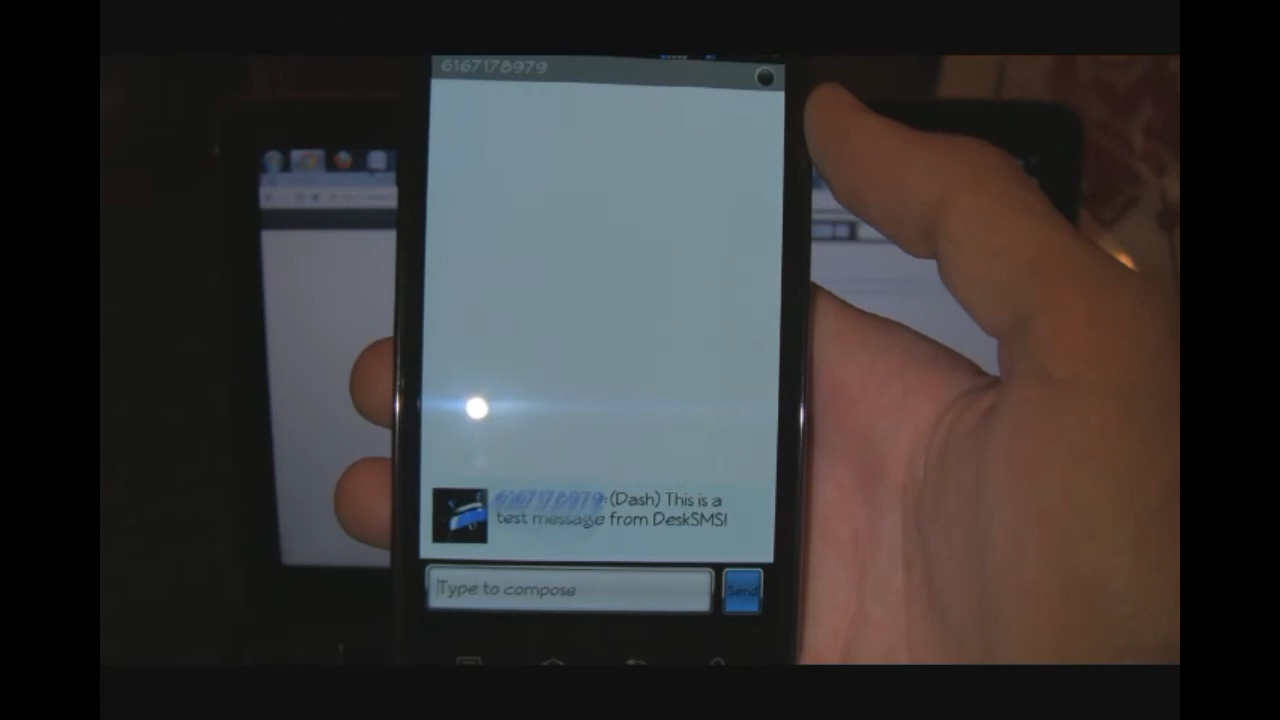 6167178979
6167178979: (Dash) This is a
test message from DeskSMS!
Type to compose
Send